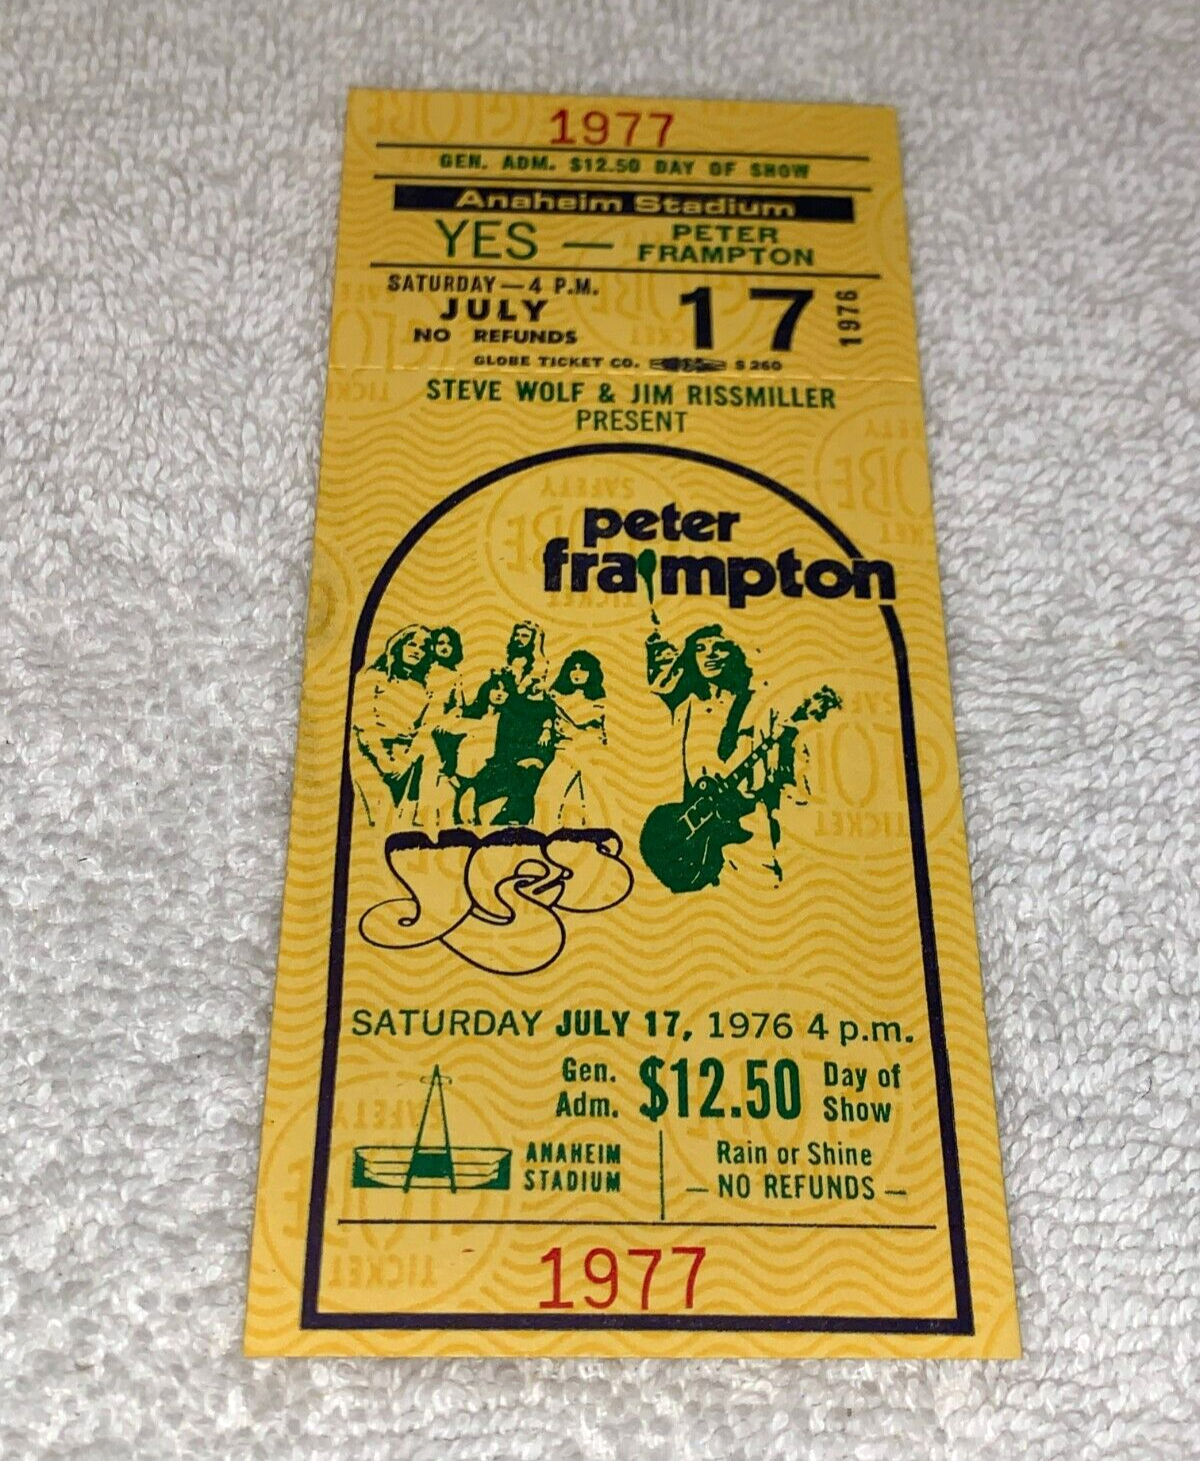 1977
GEN. ADM. $12.50 DAY OF SHOW
Anaheim Stadium
YES — PETER FRAMPTON
SATURDAY — 4 P.M.
JULY 17 1976
NO REFUNDS
GLOBE TICKET CO. S 260
STEVE WOLF & JIM RISSMILLER
PRESENT
peter
frampton
yes
SATURDAY JULY 17, 1976 4 p.m.
Gen. Adm. $12.50 Day of Show
ANAHEIM STADIUM
Rain or Shine
— NO REFUNDS —
1977